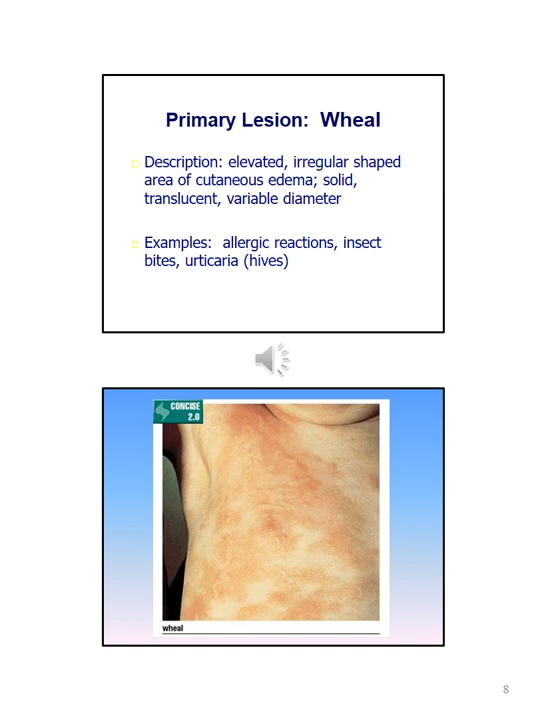 Primary Lesion: Wheal
Description: elevated, irregular shaped
area of cutaneous edema; solid,
translucent, variable diameter
Examples: allergic reactions, insect
bites, urticaria (hives)
CONCISE
2.0
wheal
8